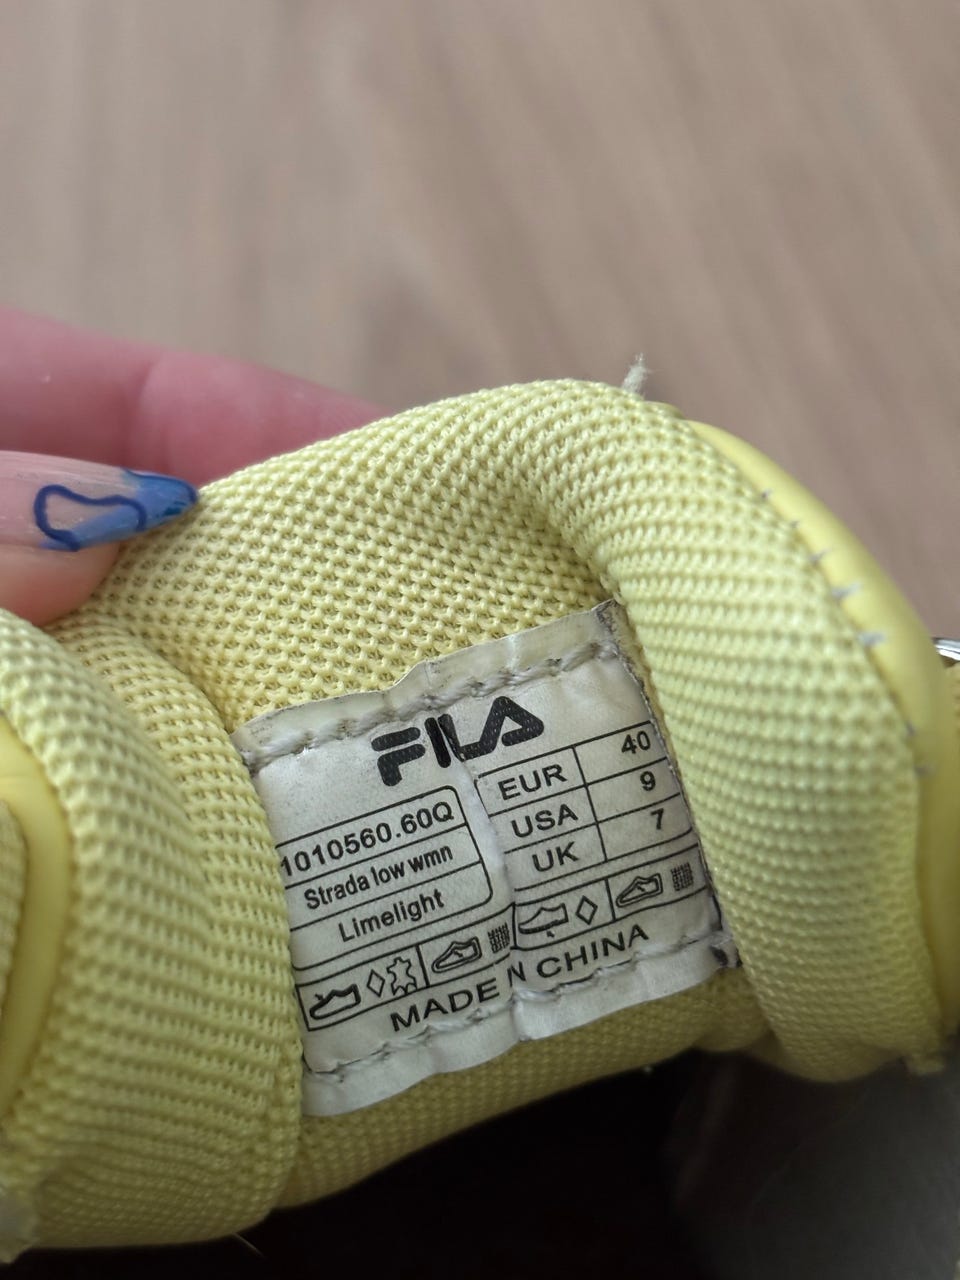 FILA
1010560.60Q
Strada low wmn
Limelight
EUR 40
USA 9
UK 7
MADE IN CHINA